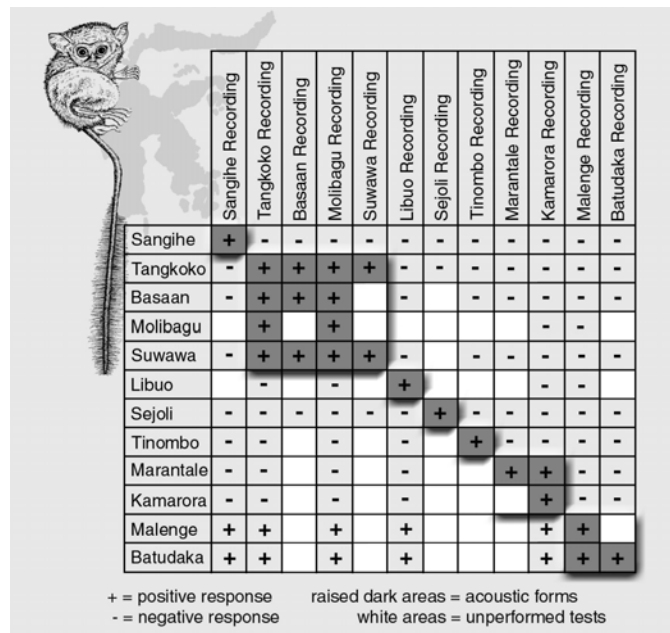 Sangihe Recording
Tangkoko Recording
Basaan Recording
Molibagu Recording
Suwawa Recording
Libuo Recording
Sejoli Recording
Tinombo Recording
Marantale Recording
Kamarora Recording
Malenge Recording
Batudaka Recording
Sangihe + - - - - - - - - - - -
Tangkoko - + + + + - - - - - - -
Basaan - + + + - - - - - -
Molibagu + + - -
Suwawa - + + + + - - - - - -
Libuo - - + - -
Sejoli - - - - - - + - - - - -
Tinombo - - - - + - - - -
Marantale - - - - + + - -
Kamarora - - - - + - -
Malenge + + + + + +
Batudaka + + + + + + +
+ = positive response raised dark areas = acoustic forms
- = negative response white areas = unperformed tests